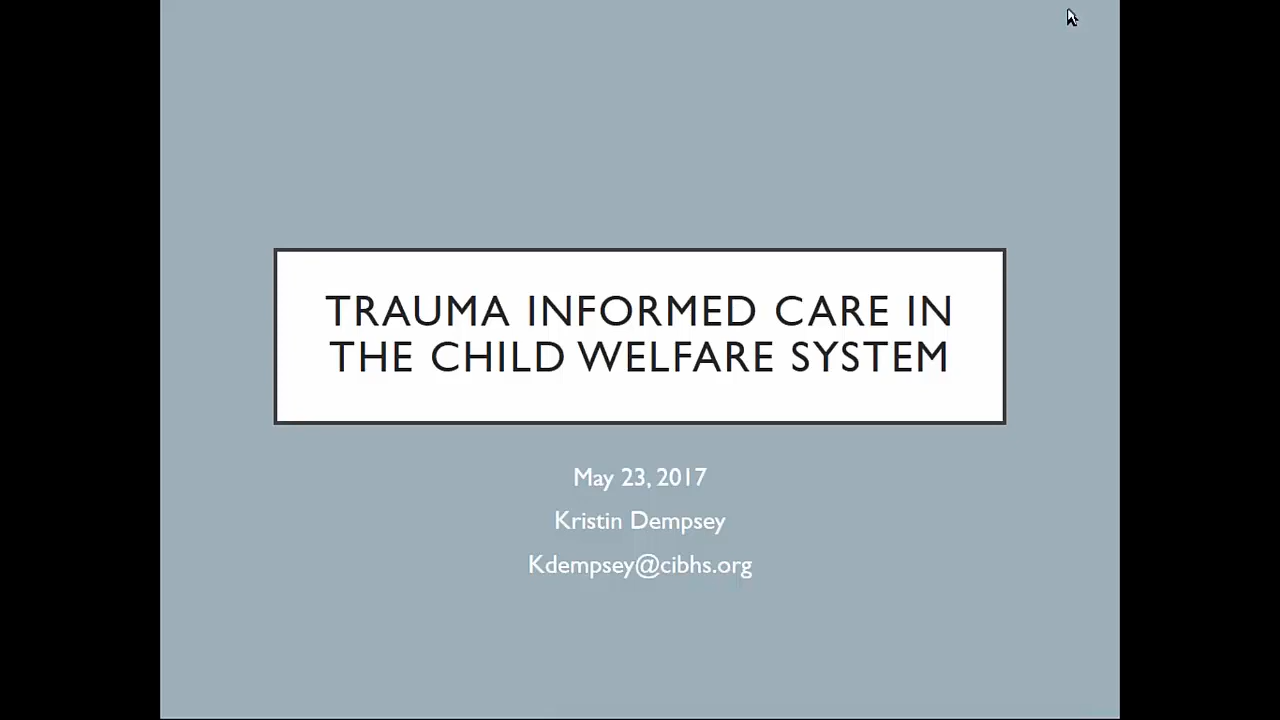 TRAUMA INFORMED CARE IN
THE CHILD WELFARE SYSTEM
May 23, 2017
Kristin Dempsey
Kdempsey@cibhs.org